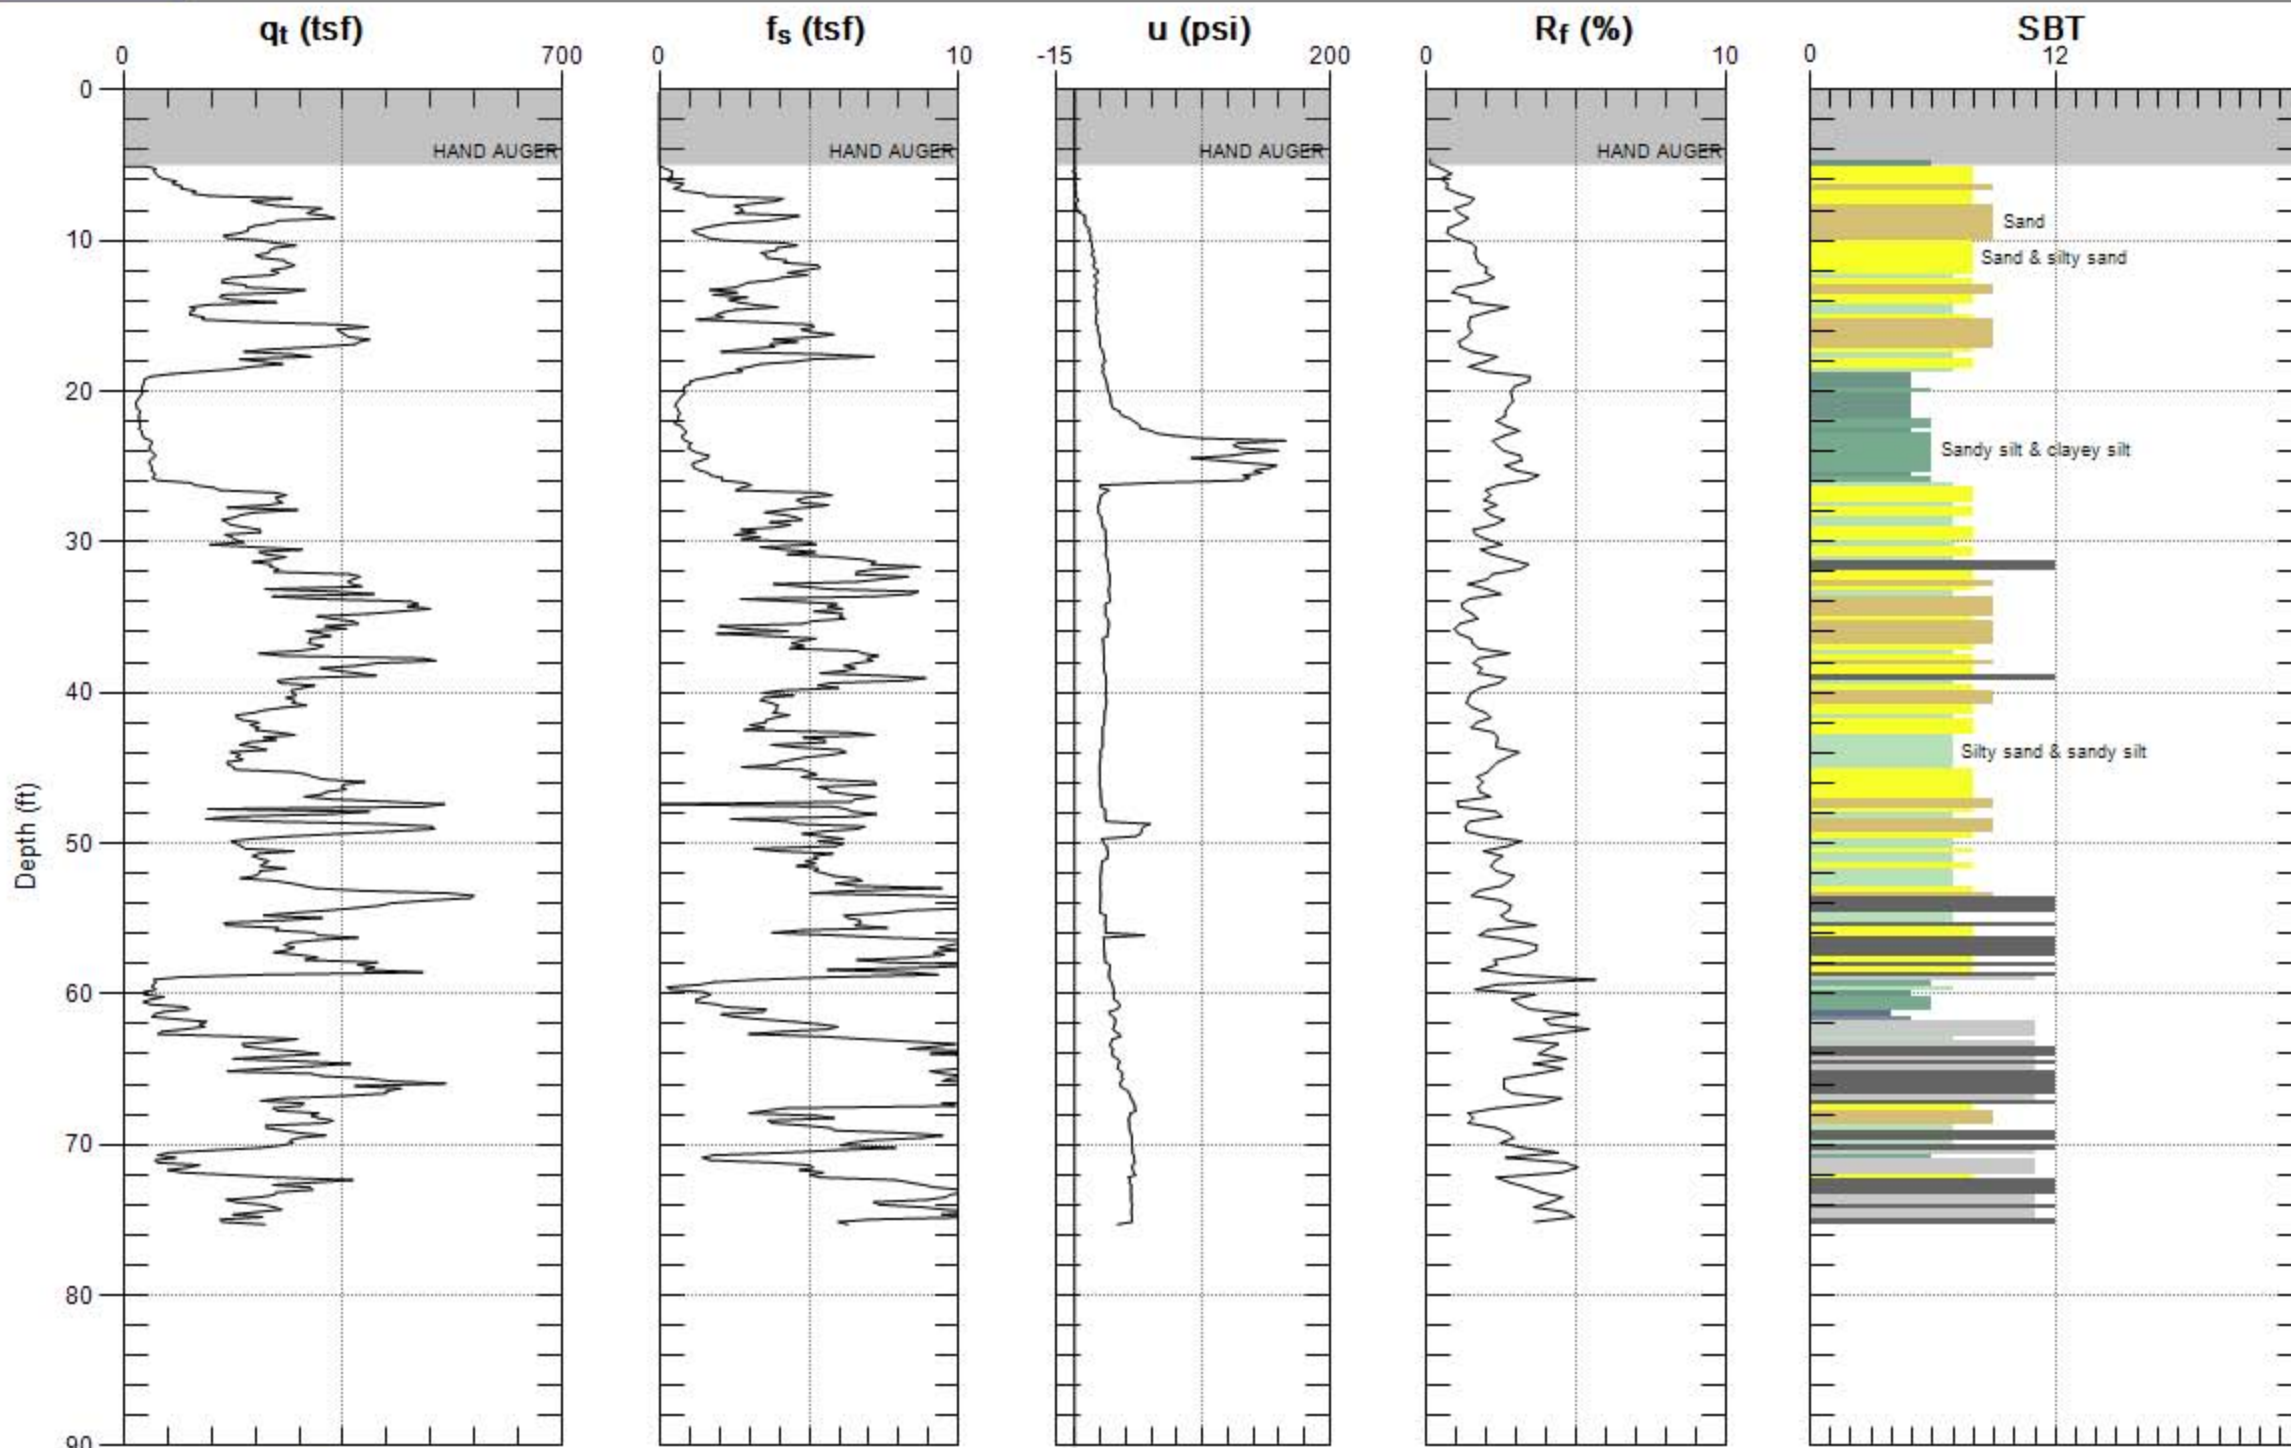 qt (tsf) fs (tsf) u (psi) Rf (%) SBT
0 700 0 10 -15 200 0 10 0 12
0
HAND AUGER HAND AUGER HAND AUGER HAND AUGER
Sand
10
Sand & silty sand
20
Sandy silt & clayey silt
30
40
Silty sand & sandy silt
Depth (ft)
50
60
70
80
90